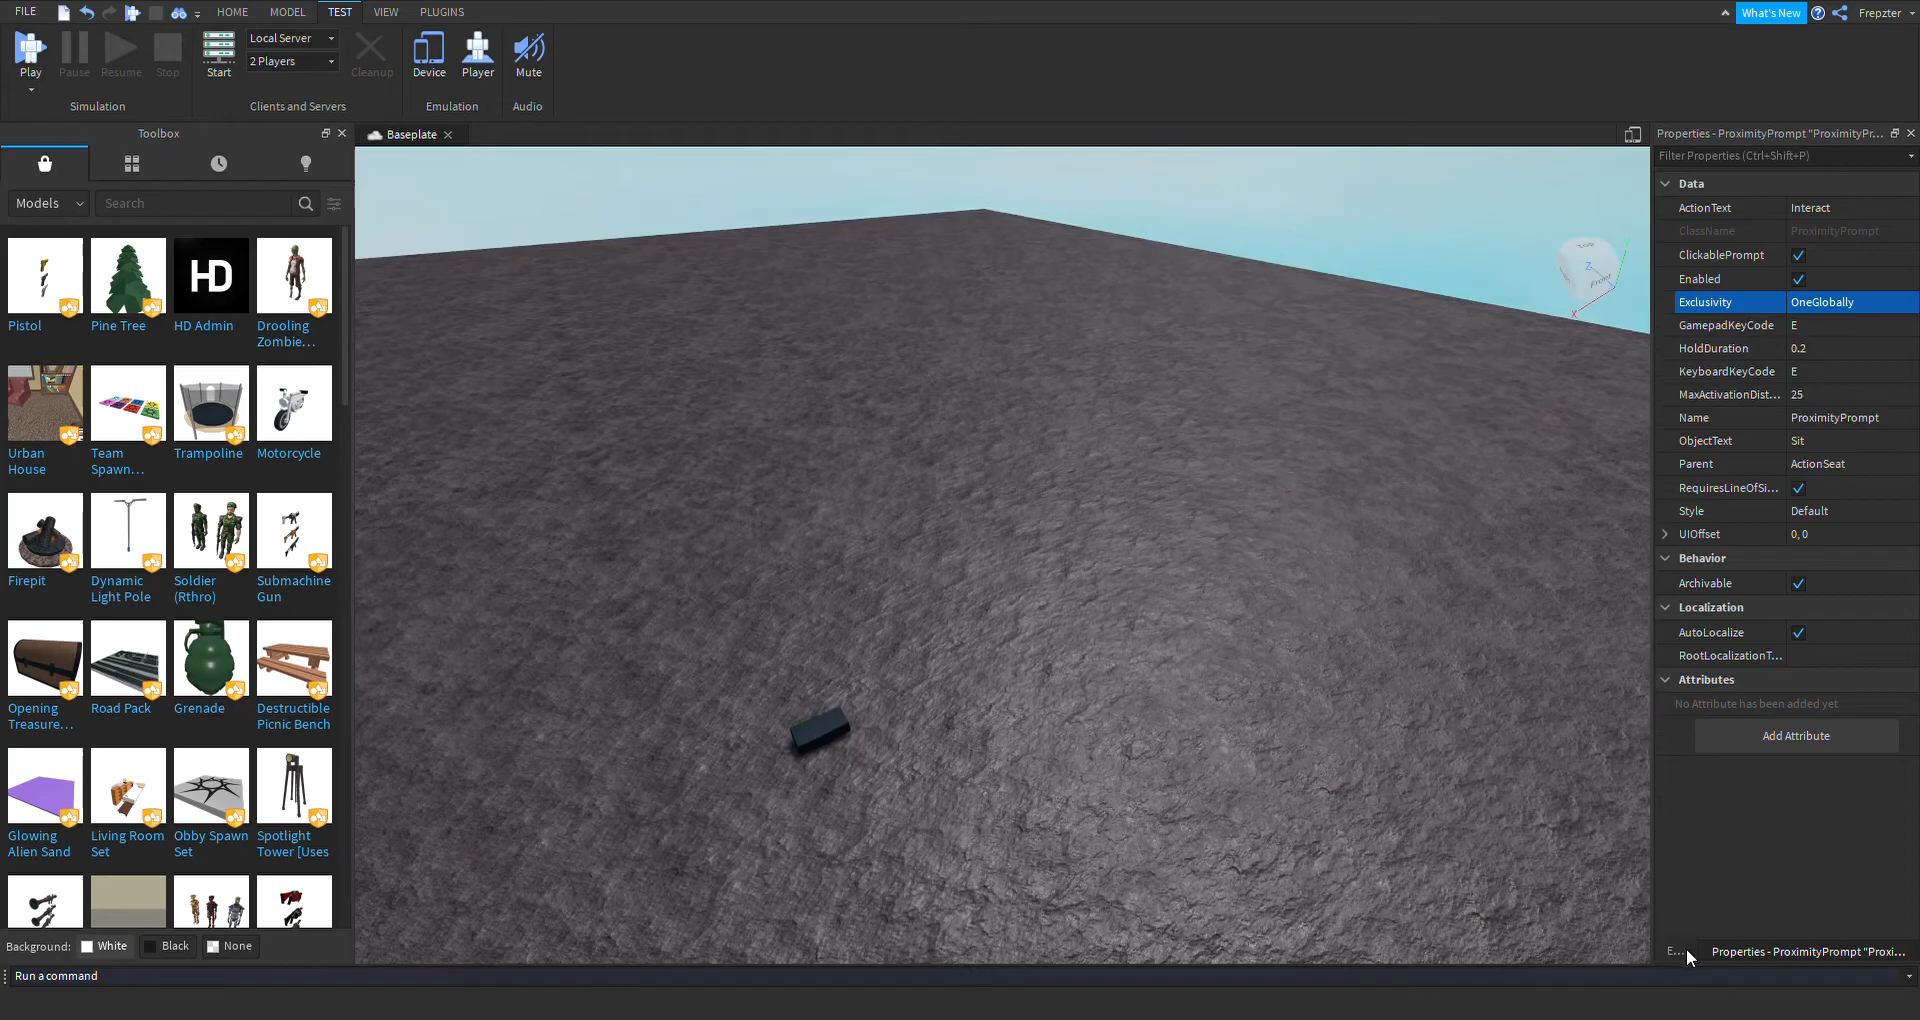 FILE HOME MODEL TEST VIEW PLUGINS What's New Frepzter
Play Pause Resume Stop
Start Local Server
2 Players
Cleanup
Device Player Mute
Simulation Clients and Servers Emulation Audio
Toolbox
Baseplate
Models Search
Pistol Pine Tree HD Admin Drooling
Zombie...
Urban
House
Team
Spawn...
Trampoline Motorcycle
Firepit Dynamic
Light Pole
Soldier
(Rthro)
Submachine
Gun
Opening
Treasure...
Road Pack Grenade Destructible
Picnic Bench
Glowing
Alien Sand
Living Room
Set
Obby Spawn
Set
Spotlight
Tower [Uses
HD
Background: White Black None
Run a command
Top
Front
X
Y
Z
Properties - ProximityPrompt "ProximityPr...
Filter Properties (Ctrl+Shift+P)
Data
ActionText Interact
ClassName ProximityPrompt
ClickablePrompt
Enabled
Exclusivity OneGlobally
GamepadKeyCode E
HoldDuration 0.2
KeyboardKeyCode E
MaxActivationDist... 25
Name ProximityPrompt
ObjectText Sit
Parent ActionSeat
RequiresLineOfSi...
Style Default
UIOffset 0, 0
Behavior
Archivable
Localization
AutoLocalize
RootLocalizationT...
Attributes
No Attribute has been added yet
Add Attribute
E... Properties - ProximityPrompt "Proxi...